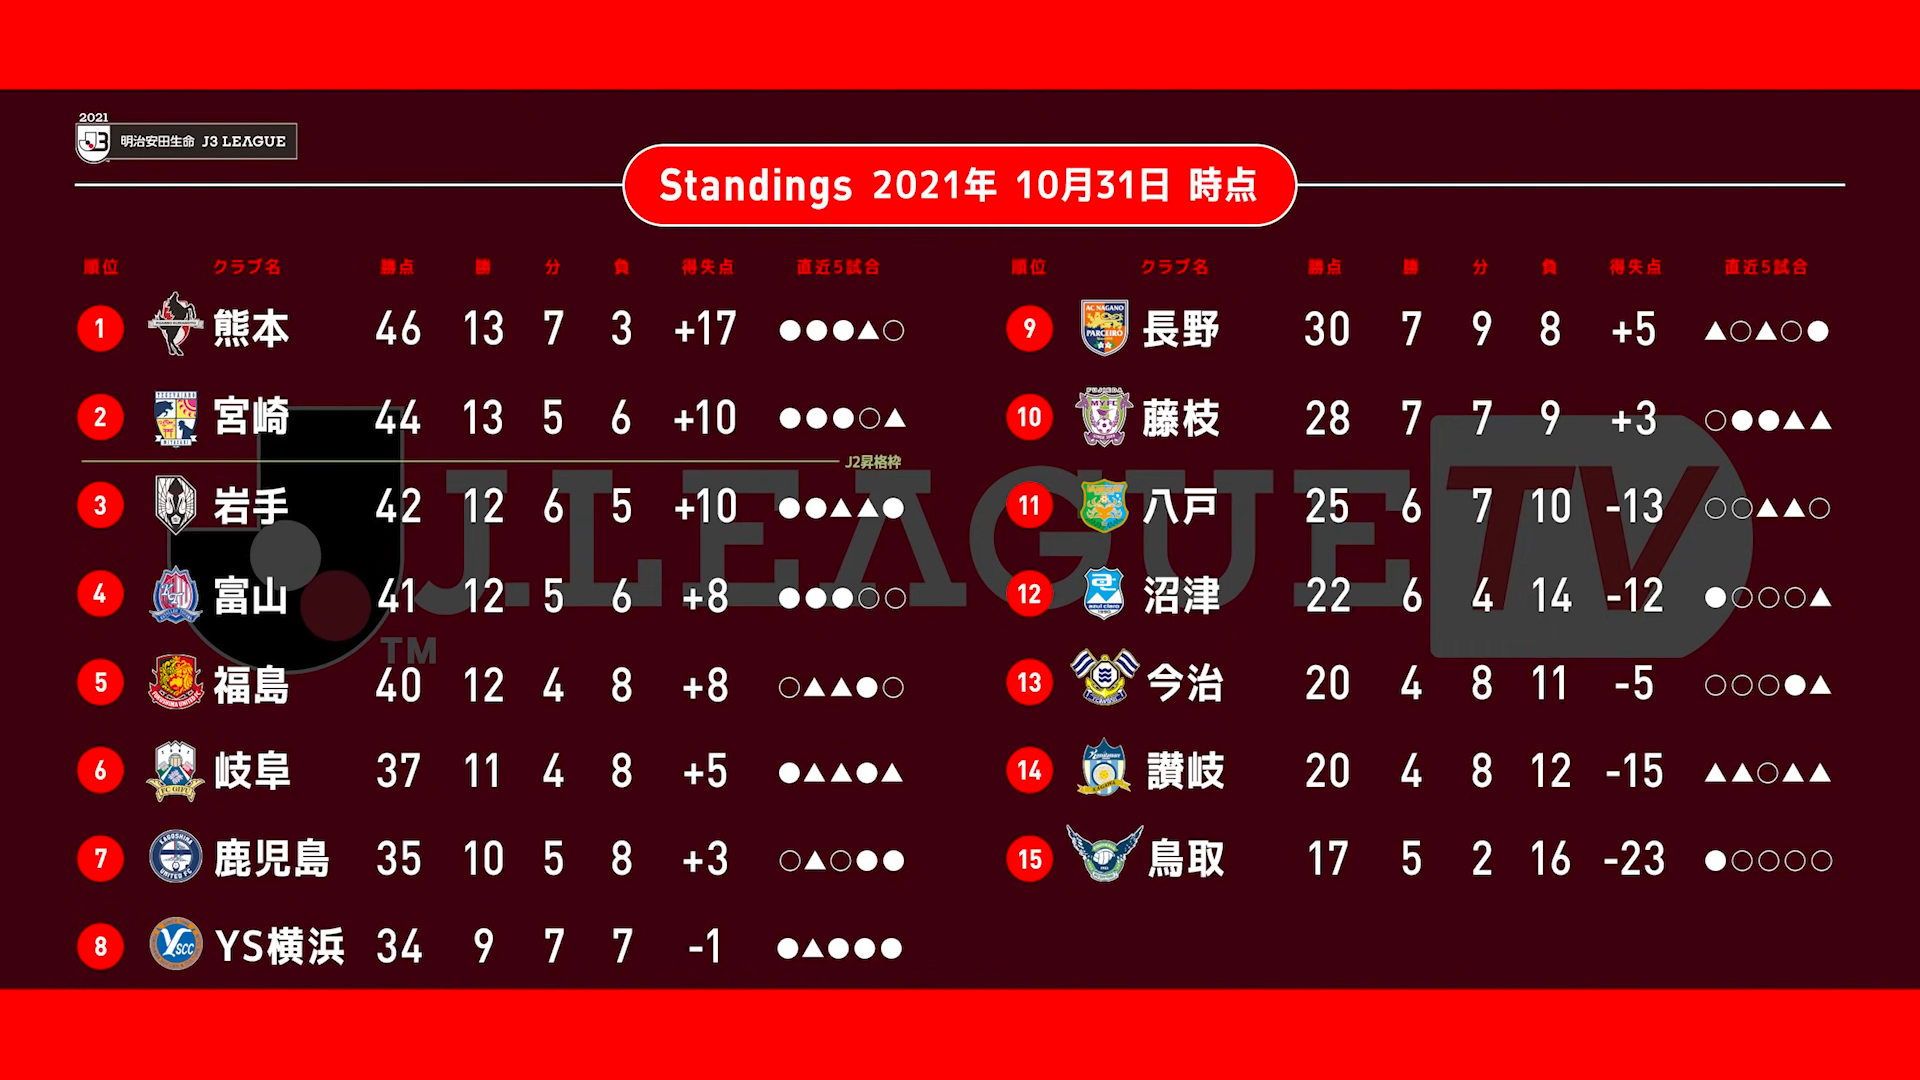 2021
明治安田生命 J3 LEAGUE
Standings 2021年 10月31日 時点
順位 クラブ名 勝点 勝 分 負 得失点 直近5試合
1 熊本 46 13 7 3 +17 ●●●▲○
2 宮崎 44 13 5 6 +10 ●●●○▲
J2昇格枠
3 岩手 42 12 6 5 +10 ●●▲▲●
4 富山 41 12 5 6 +8 ●●●○○
5 福島 40 12 4 8 +8 ○▲▲●○
6 岐阜 37 11 4 8 +5 ●▲▲●▲
7 鹿児島 35 10 5 8 +3 ○▲○●●
8 YS横浜 34 9 7 7 -1 ●▲●●●
順位 クラブ名 勝点 勝 分 負 得失点 直近5試合
9 長野 30 7 9 8 +5 ▲○▲○●
10 藤枝 28 7 7 9 +3 ○●●▲▲
11 八戸 25 6 7 10 -13 ○○▲▲○
12 沼津 22 6 4 14 -12 ●○○○▲
13 今治 20 4 8 11 -5 ○○○●▲
14 讃岐 20 4 8 12 -15 ▲▲○▲▲
15 鳥取 17 5 2 16 -23 ●○○○○
J.LEAGUE TV
TM